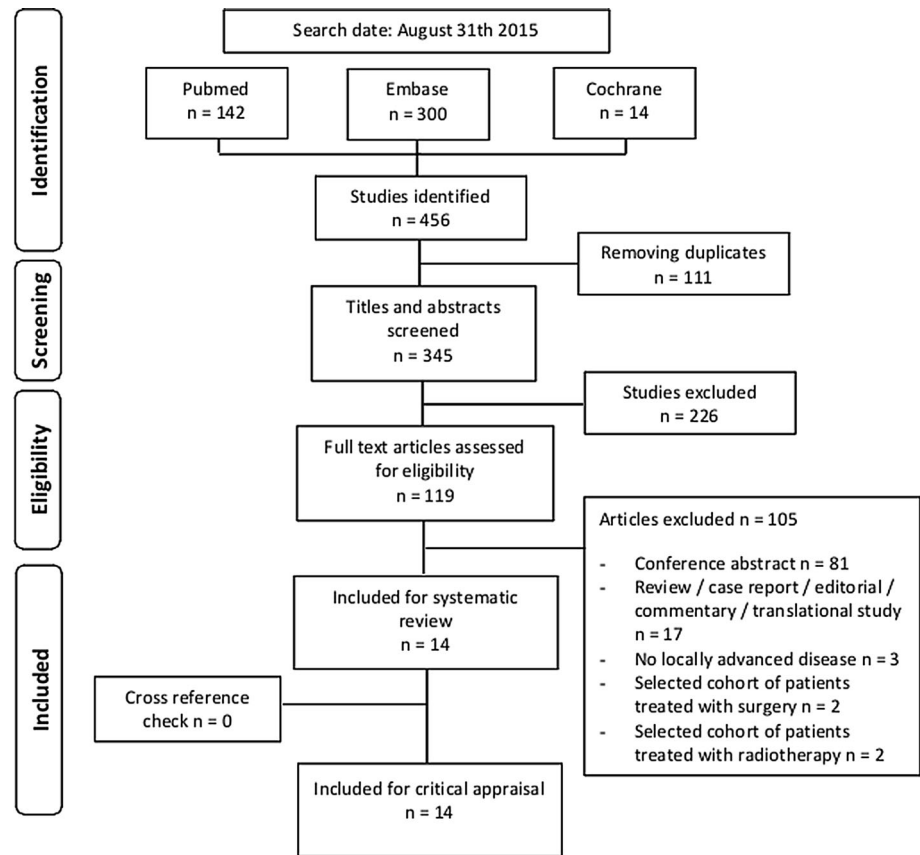 Identification
Search date: August 31th 2015
Pubmed
n = 142
Embase
n = 300
Cochrane
n = 14
Studies identified
n = 456
Removing duplicates
n = 111
Screening
Titles and abstracts
screened
n = 345
Studies excluded
n = 226
Eligibility
Full text articles assessed
for eligibility
n = 119
Articles excluded n = 105
- Conference abstract n = 81
- Review / case report / editorial /
commentary / translational study
n = 17
- No locally advanced disease n = 3
- Selected cohort of patients
treated with surgery n = 2
- Selected cohort of patients
treated with radiotherapy n = 2
Included
Included for systematic
review
n = 14
Cross reference
check n = 0
Included for critical appraisal
n = 14